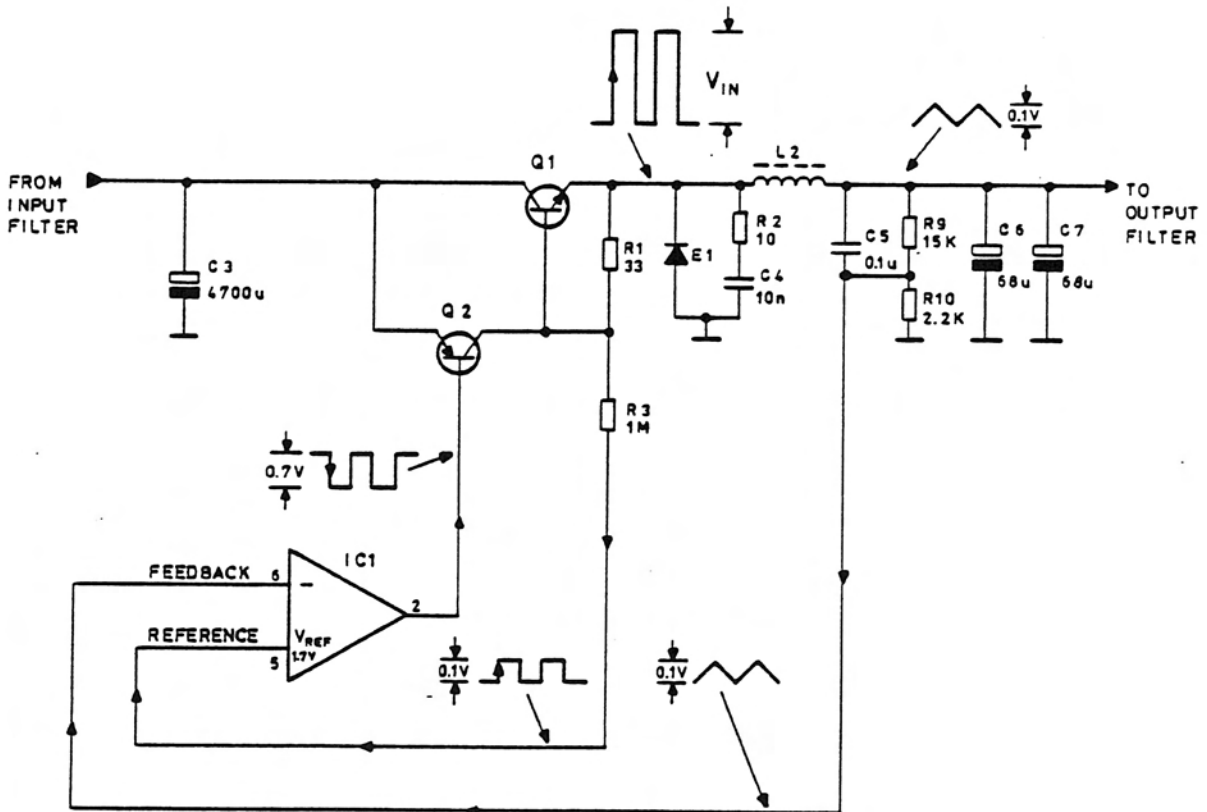 V IN
0.1V
Q1
L2
FROM
INPUT
FILTER
TO
OUTPUT
FILTER
R2
10
C5
0.1u
R9
15K
C6
68u
C7
68u
R1
33
E1
C3
4700u
C4
10n
R10
2.2K
Q2
R3
1M
0.7V
IC1
FEEDBACK
6
−
2
REFERENCE
5
VREF
1.7V
0.1V
0.1V